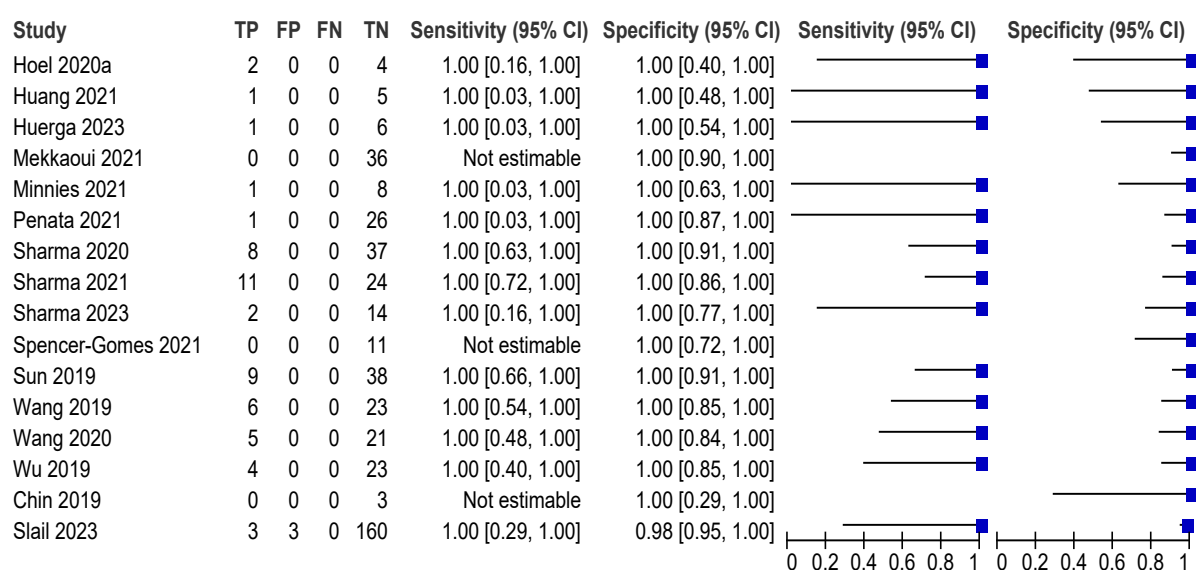 Study TP FP FN TN Sensitivity (95% CI) Specificity (95% CI) Sensitivity (95% CI) Specificity (95% CI)
Hoel 2020a 2 0 0 4 1.00 [0.16, 1.00] 1.00 [0.40, 1.00]
Huang 2021 1 0 0 5 1.00 [0.03, 1.00] 1.00 [0.48, 1.00]
Huerga 2023 1 0 0 6 1.00 [0.03, 1.00] 1.00 [0.54, 1.00]
Mekkaoui 2021 0 0 0 36 Not estimable 1.00 [0.90, 1.00]
Minnies 2021 1 0 0 8 1.00 [0.03, 1.00] 1.00 [0.63, 1.00]
Penata 2021 1 0 0 26 1.00 [0.03, 1.00] 1.00 [0.87, 1.00]
Sharma 2020 8 0 0 37 1.00 [0.63, 1.00] 1.00 [0.91, 1.00]
Sharma 2021 11 0 0 24 1.00 [0.72, 1.00] 1.00 [0.86, 1.00]
Sharma 2023 2 0 0 14 1.00 [0.16, 1.00] 1.00 [0.77, 1.00]
Spencer-Gomes 2021 0 0 0 11 Not estimable 1.00 [0.72, 1.00]
Sun 2019 9 0 0 38 1.00 [0.66, 1.00] 1.00 [0.91, 1.00]
Wang 2019 6 0 0 23 1.00 [0.54, 1.00] 1.00 [0.85, 1.00]
Wang 2020 5 0 0 21 1.00 [0.48, 1.00] 1.00 [0.84, 1.00]
Wu 2019 4 0 0 23 1.00 [0.40, 1.00] 1.00 [0.85, 1.00]
Chin 2019 0 0 0 3 Not estimable 1.00 [0.29, 1.00]
Slail 2023 3 3 0 160 1.00 [0.29, 1.00] 0.98 [0.95, 1.00]
0 0.2 0.4 0.6 0.8 1 0 0.2 0.4 0.6 0.8 1